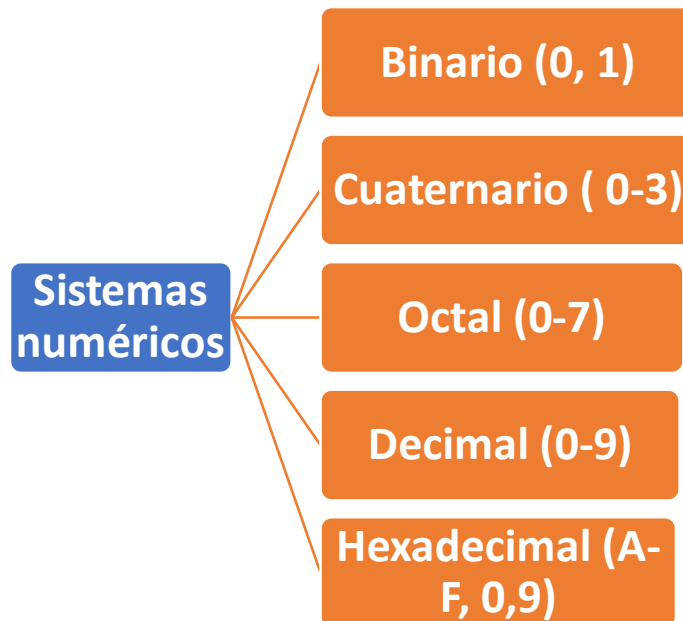 Binario (0, 1)
Cuaternario ( 0-3)
Sistemas
numéricos
Octal (0-7)
Decimal (0-9)
Hexadecimal (A-
F, 0,9)